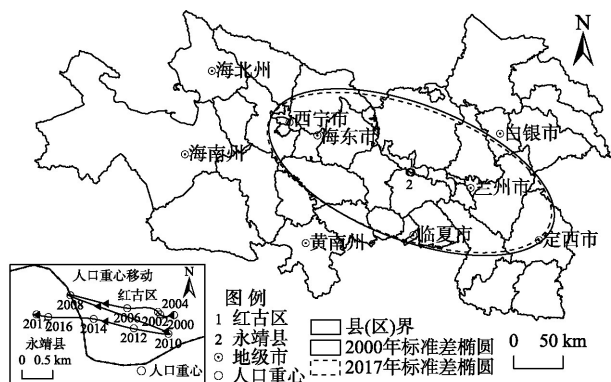 N
海北州
西宁市
海东市
白银市
海南州
2
兰州市
黄南州
临夏市
定西市
人口重心移动
N
红古区
2008
2004
2006
2002
2000
2017
2016
2014
2012
2010
永靖县
0 0.5 km
人口重心
图 例
1 红古区
2 永靖县
地级市
人口重心
县(区)界
2000年标准差椭圆
2017年标准差椭圆
0 50 km